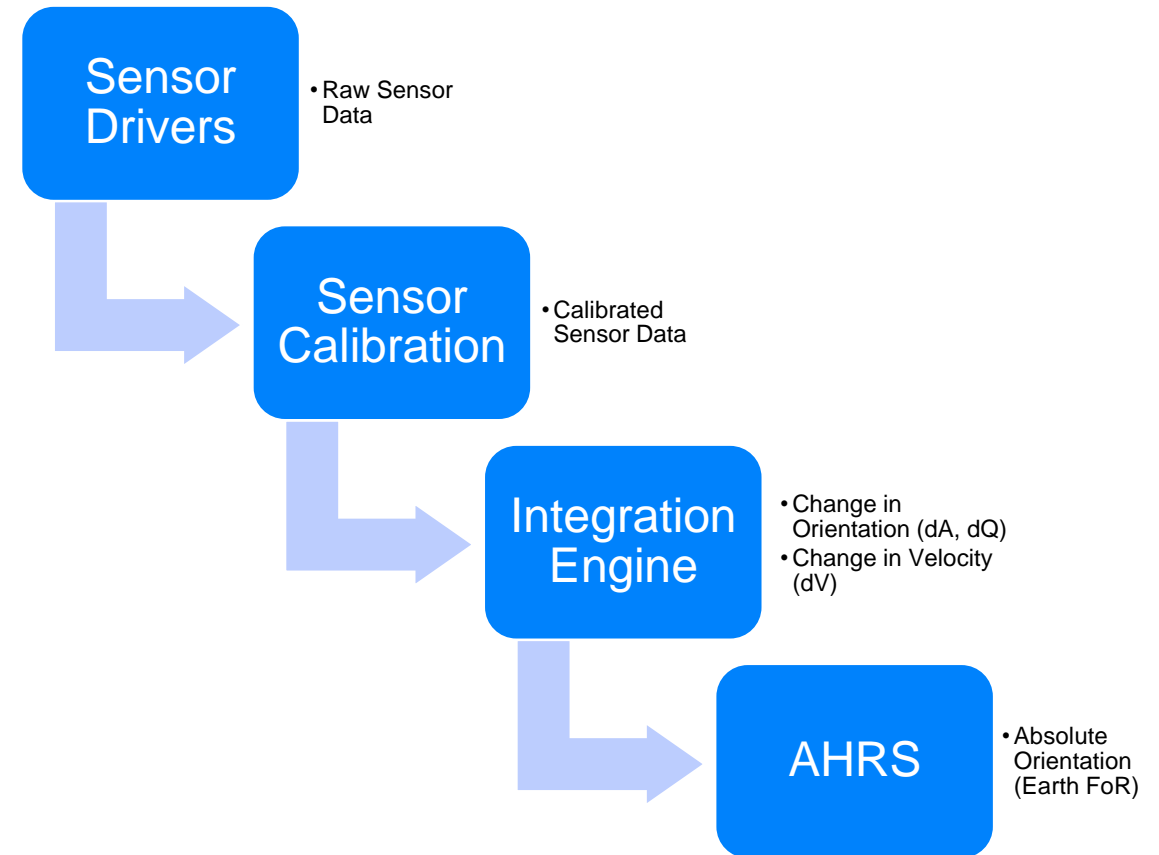 Sensor
Drivers
• Raw Sensor
Data
Sensor
Calibration
• Calibrated
Sensor Data
Integration
Engine
• Change in
Orientation (dA, dQ)
• Change in Velocity
(dV)
AHRS
• Absolute
Orientation
(Earth FoR)